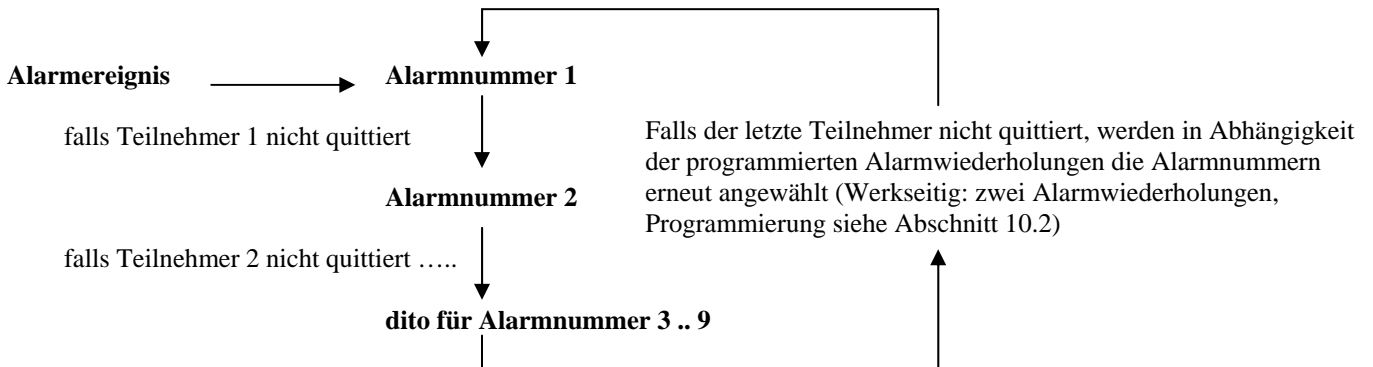 Alarmereignis
Alarmnummer 1
falls Teilnehmer 1 nicht quittiert
Alarmnummer 2
falls Teilnehmer 2 nicht quittiert …..
dito für Alarmnummer 3 .. 9
Falls der letzte Teilnehmer nicht quittiert, werden in Abhängigkeit
der programmierten Alarmwiederholungen die Alarmnummern
erneut angewählt (Werkseitig: zwei Alarmwiederholungen,
Programmierung siehe Abschnitt 10.2)